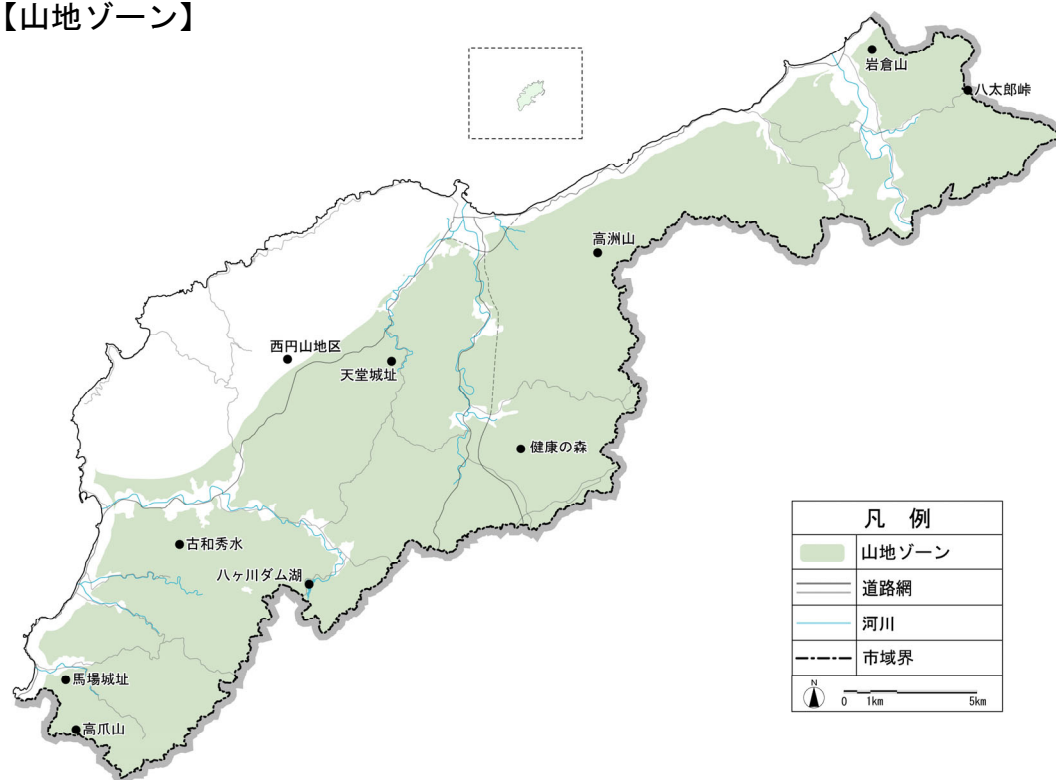 【山地ゾーン】
岩倉山
八太郎峠
高洲山
西円山地区
天堂城址
健康の森
古和秀水
八ヶ川ダム湖
馬場城址
高爪山
凡 例
山地ゾーン
道路網
河川
市域界
N
0 1km 5km